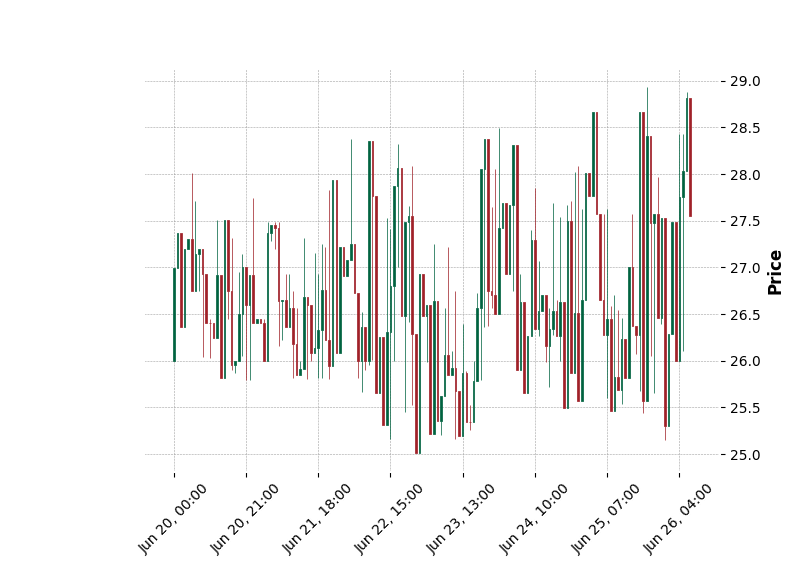 29.0
28.5
28.0
27.5
27.0
26.5
26.0
25.5
25.0
Price
Jun 20, 00:00
Jun 20, 21:00
Jun 21, 18:00
Jun 22, 15:00
Jun 23, 13:00
Jun 24, 10:00
Jun 25, 07:00
Jun 26, 04:00